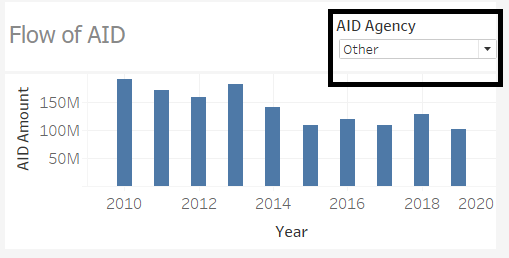 Flow of AID
AID Agency
Other
AID Amount
150M
100M
50M
2010
2012
2014
2016
2018
2020
Year